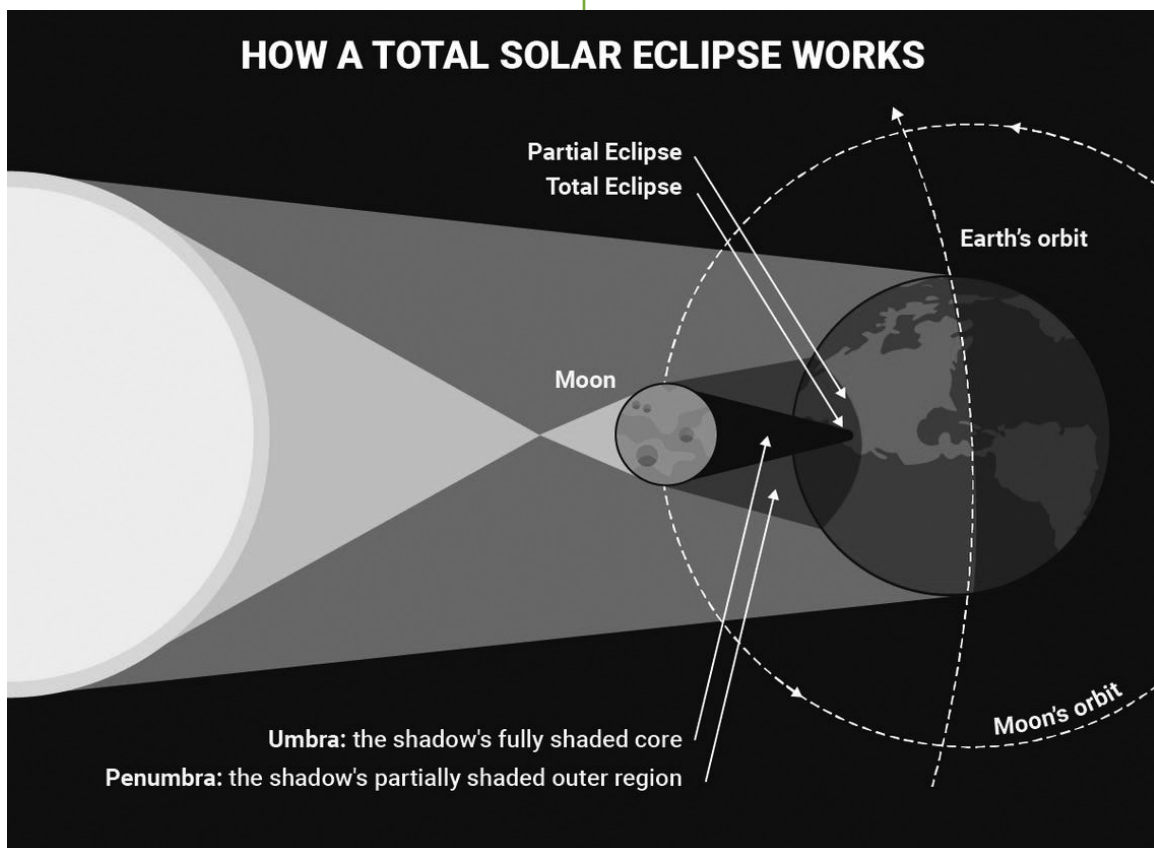 HOW A TOTAL SOLAR ECLIPSE WORKS
Partial Eclipse
Total Eclipse
Earth's orbit
Moon
Moon's orbit
Umbra: the shadow's fully shaded core
Penumbra: the shadow's partially shaded outer region